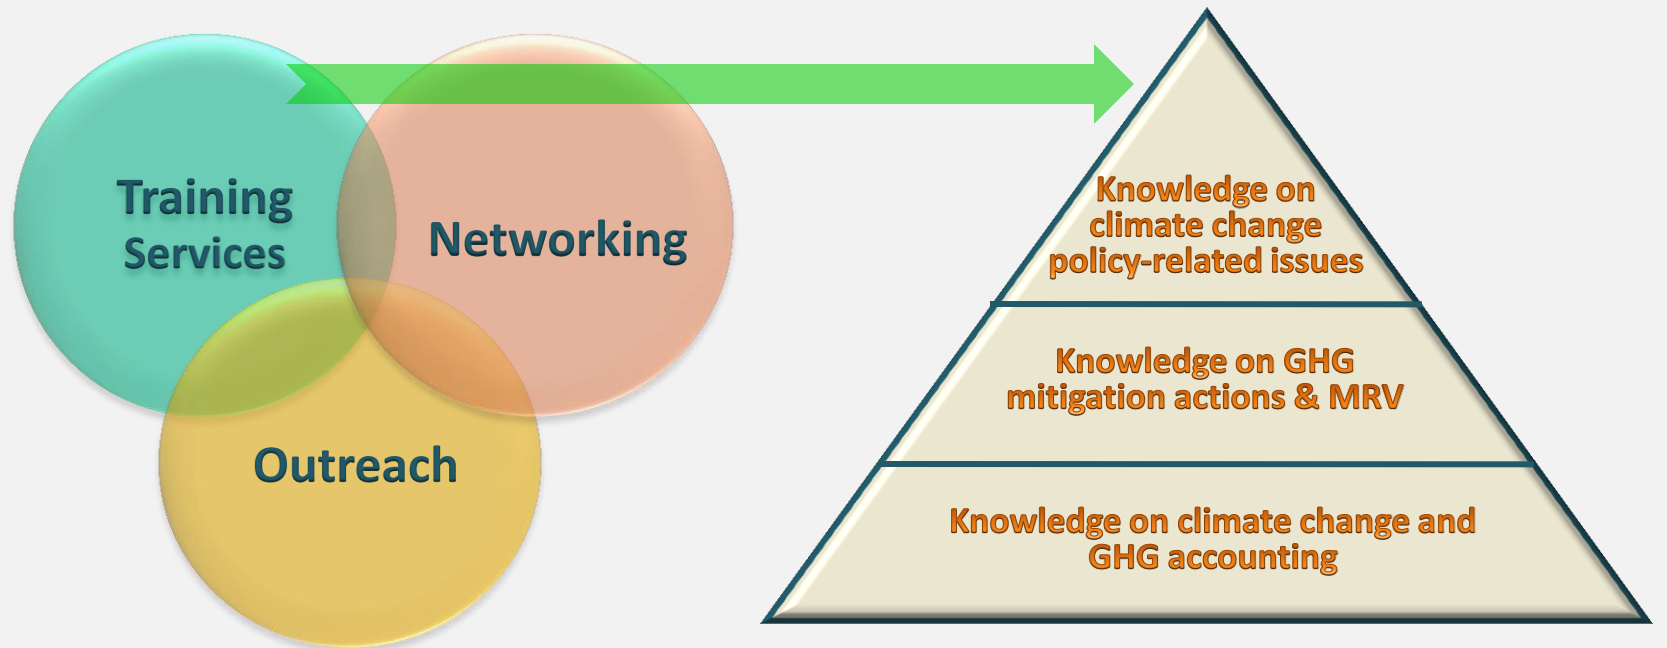 Training
Services
Networking
Outreach
Knowledge on
climate change
policy-related issues
Knowledge on GHG
mitigation actions & MRV
Knowledge on climate change and
GHG accounting